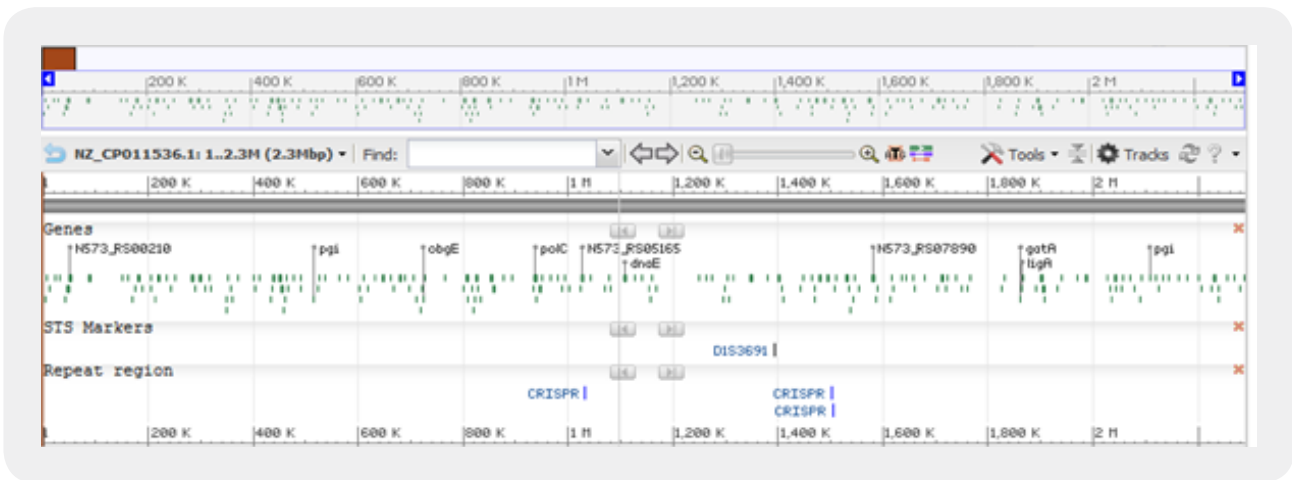 200 K 400 K 600 K 800 K 1 M 1,200 K 1,400 K 1,600 K 1,800 K 2 M
NZ_CP011536.1: 1..2.3M (2.3Mbp) Find: Tools Tracks ?
1 200 K 400 K 600 K 800 K 1 M 1,200 K 1,400 K 1,600 K 1,800 K 2 M
Genes
N573_RS00210 pgi obgE polC N573_RS05165 N573_RS07890 gatA pgi
dnaE ligA
STS Markers
D1S3691
Repeat region
CRISPR CRISPR
CRISPR
1 200 K 400 K 600 K 800 K 1 M 1,200 K 1,400 K 1,600 K 1,800 K 2 M